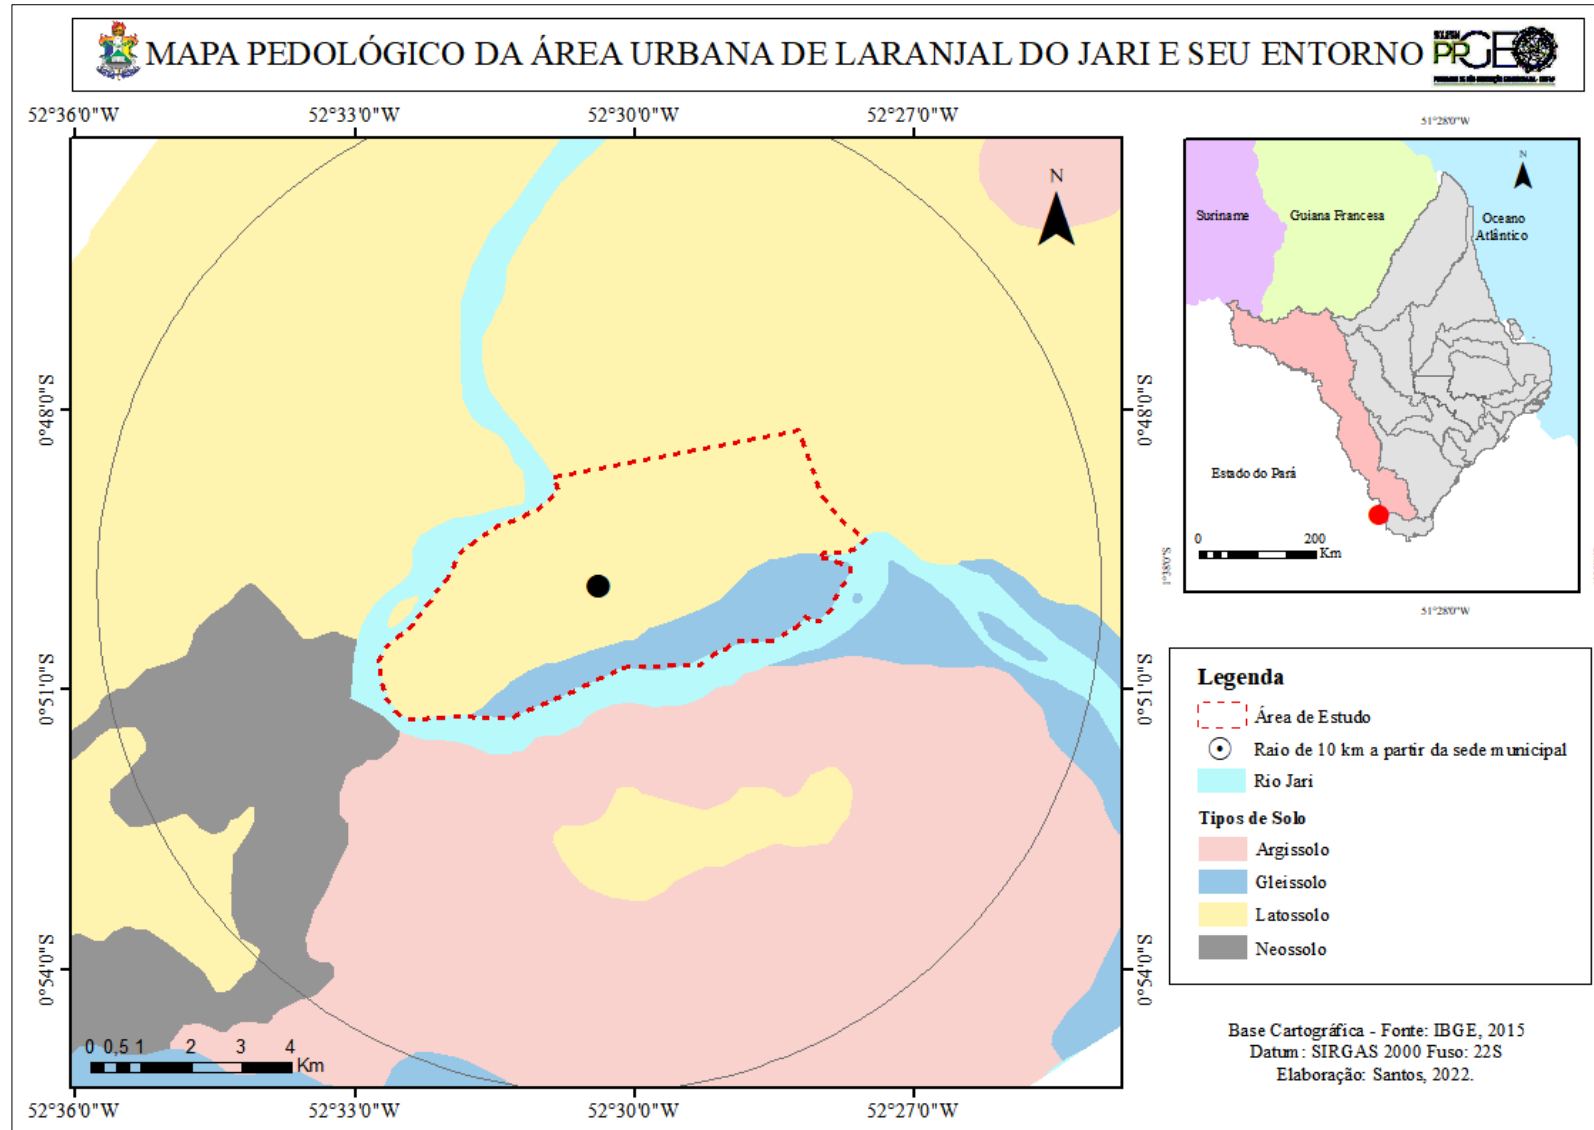 MAPA PEDOLÓGICO DA ÁREA URBANA DE LARANJAL DO JARI E SEU ENTORNO
PPGEO
52°36'0"W 52°33'0"W 52°30'0"W 52°27'0"W
51°28'0"W
N
N
Suriname
Guiana Francesa
Oceano
Atlântico
0°48'0"S
0°48'0"S
Estado do Pará
0 200
Km
1°38'0"S
51°28'0"W
0°51'0"S
0°51'0"S
Legenda
Área de Estudo
Raio de 10 km a partir da sede municipal
Rio Jari
Tipos de Solo
Argissolo
Gleissolo
Latossolo
Neossolo
0°54'0"S
0°54'0"S
0 0,5 1 2 3 4
Km
Base Cartográfica - Fonte: IBGE, 2015
Datum: SIRGAS 2000 Fuso: 22S
Elaboração: Santos, 2022.
52°36'0"W 52°33'0"W 52°30'0"W 52°27'0"W